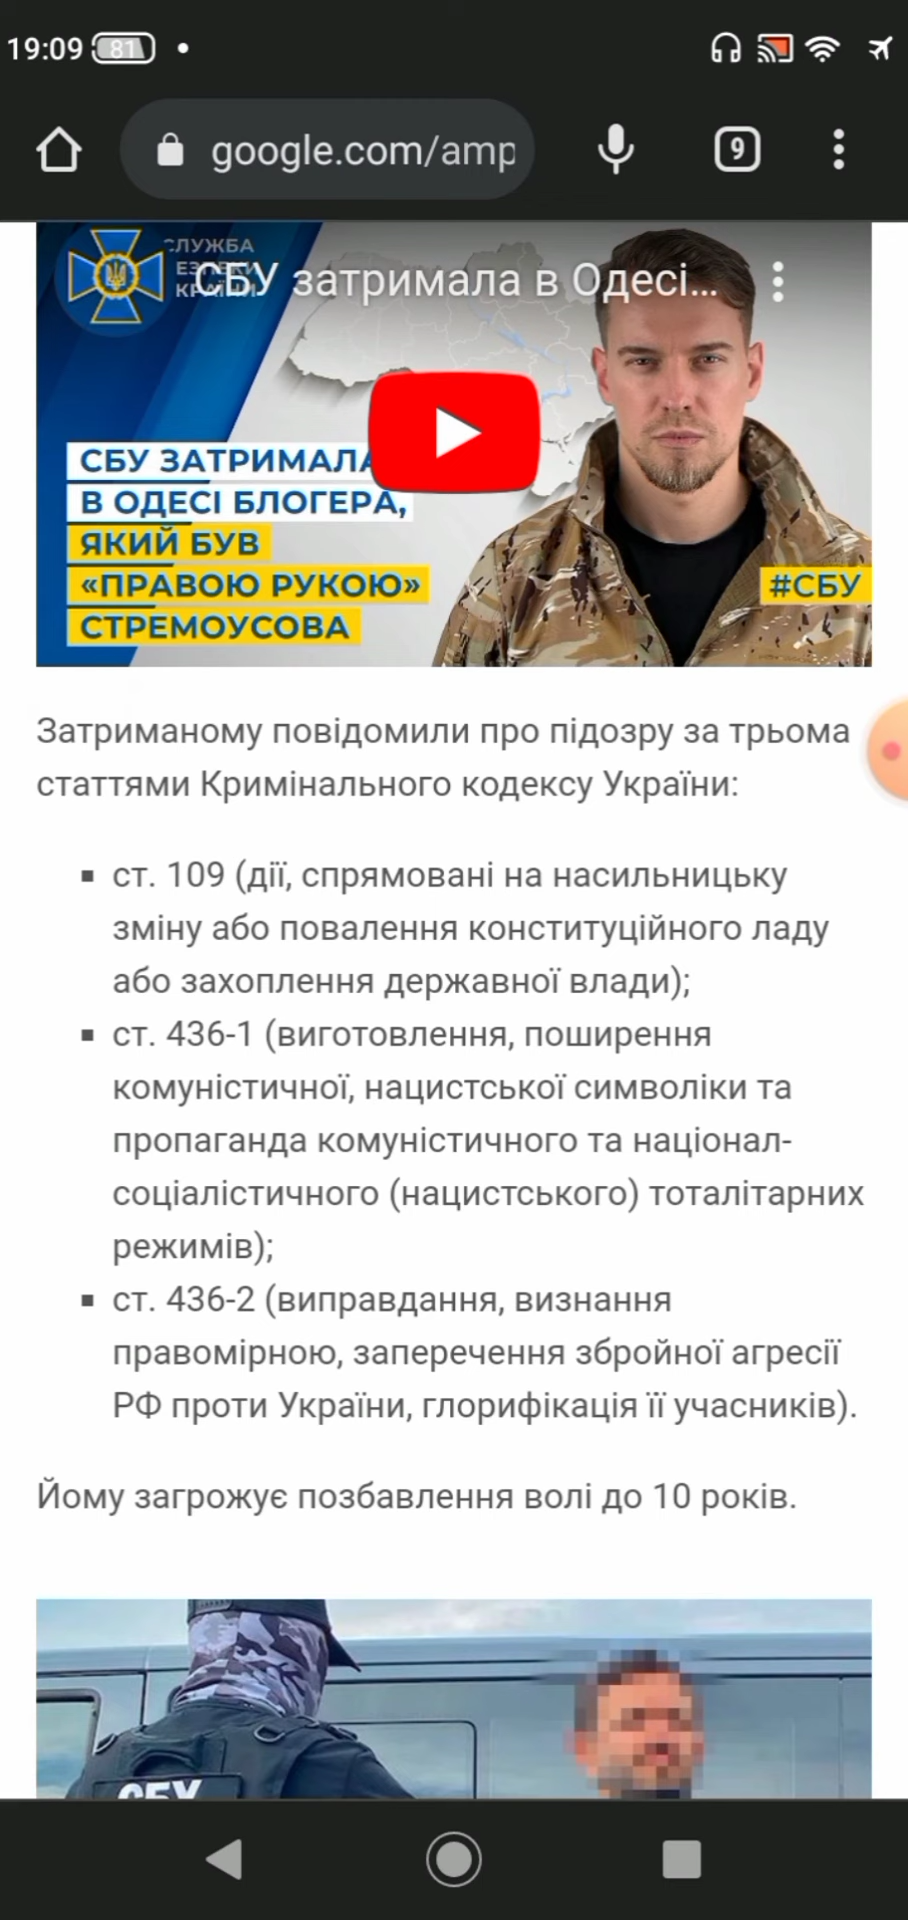 19:09 81
google.com/amp
9
СЛУЖБА
СБУ затримала в Одесі...
СБУ ЗАТРИМАЛА
В ОДЕСІ БЛОГЕРА,
ЯКИЙ БУВ
«ПРАВОЮ РУКОЮ»
#СБУ
СТРЕМОУСОВА
Затриманому повідомили про підозру за трьома
статтями Кримінального кодексу України:
▪ ст. 109 (дії, спрямовані на насильницьку
зміну або повалення конституційного ладу
або захоплення державної влади);
▪ ст. 436-1 (виготовлення, поширення
комуністичної, нацистської символіки та
пропаганда комуністичного та націонал-
соціалістичного (нацистського) тоталітарних
режимів);
▪ ст. 436-2 (виправдання, визнання
правомірною, заперечення збройної агресії
РФ проти України, глорифікація її учасників).
Йому загрожує позбавлення волі до 10 років.
СБУ